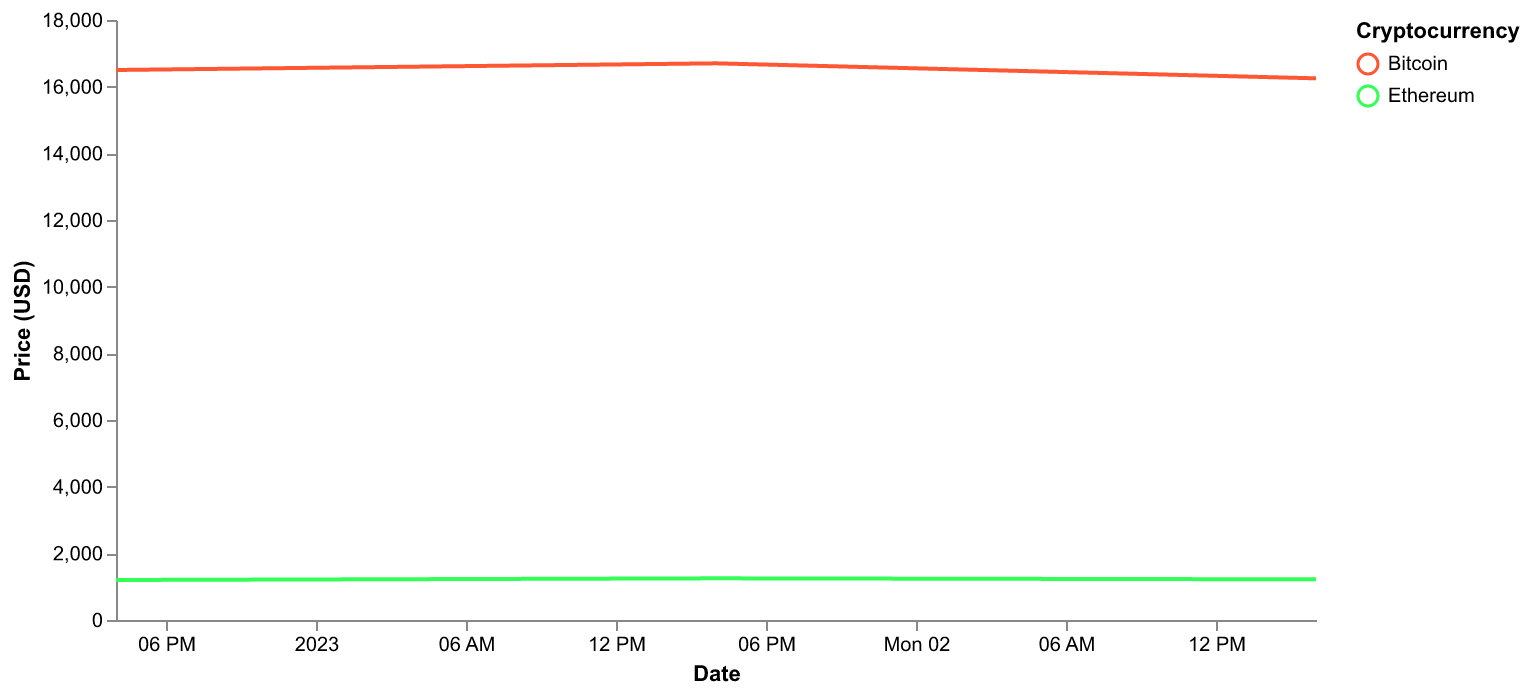 18,000
16,000
14,000
12,000
10,000
8,000
6,000
4,000
2,000
0
Price (USD)
06 PM 2023 06 AM 12 PM 06 PM Mon 02 06 AM 12 PM
Date
Cryptocurrency
Bitcoin
Ethereum